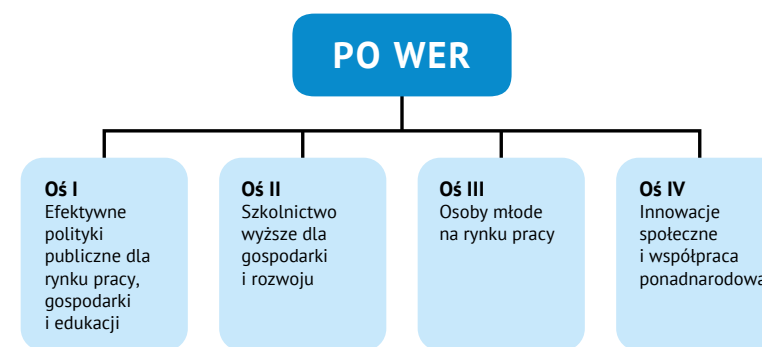 PO WER
Oś I
Efektywne
polityki
publiczne dla
rynku pracy,
gospodarki
i edukacji
Oś II
Szkolnictwo
wyższe dla
gospodarki
i rozwoju
Oś III
Osoby młode
na rynku pracy
Oś IV
Innowacje
społeczne
i współpraca
ponadnarodowa